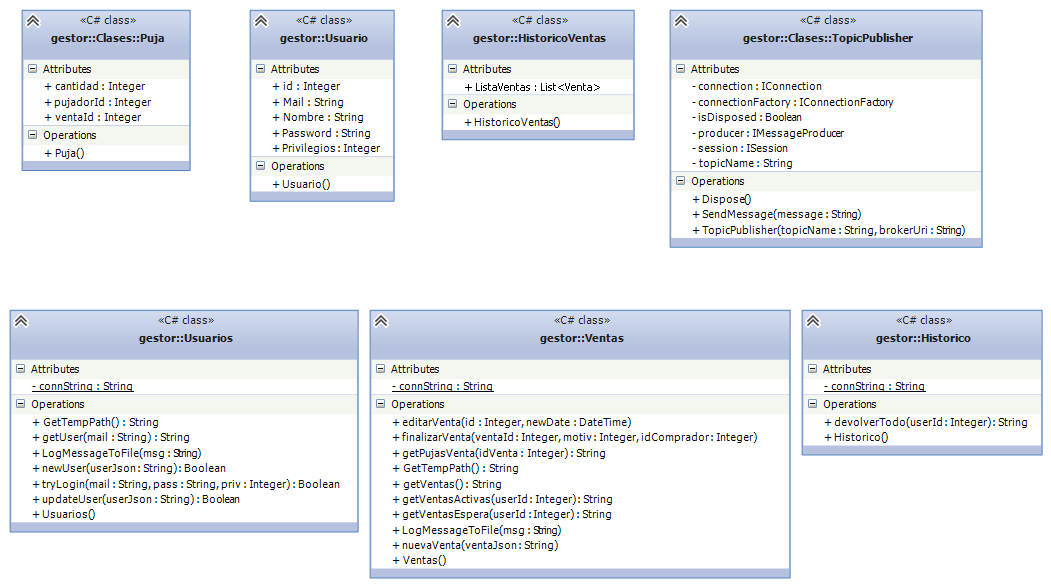 «C# class»
gestor::Clases::Puja
Attributes
+ cantidad : Integer
+ pujadorId : Integer
+ ventaId : Integer
Operations
+ Puja()
«C# class»
gestor::Usuario
Attributes
+ id : Integer
+ Mail : String
+ Nombre : String
+ Password : String
+ Privilegios : Integer
Operations
+ Usuario()
«C# class»
gestor::HistoricoVentas
Attributes
+ ListaVentas : List<Venta>
Operations
+ HistoricoVentas()
«C# class»
gestor::Clases::TopicPublisher
Attributes
- connection : IConnection
- connectionFactory : IConnectionFactory
- isDisposed : Boolean
- producer : IMessageProducer
- session : ISession
- topicName : String
Operations
+ Dispose()
+ SendMessage(message : String)
+ TopicPublisher(topicName : String, brokerUri : String)
«C# class»
gestor::Usuarios
Attributes
- connString : String
Operations
+ GetTempPath() : String
+ getUser(mail : String) : String
+ LogMessageToFile(msg : String)
+ newUser(userJson : String) : Boolean
+ tryLogin(mail : String, pass : String, priv : Integer) : Boolean
+ updateUser(userJson : String) : Boolean
+ Usuarios()
«C# class»
gestor::Ventas
Attributes
- connString : String
Operations
+ editarVenta(id : Integer, newDate : DateTime)
+ finalizarVenta(ventaId : Integer, motiv : Integer, idComprador : Integer)
+ getPujasVenta(idVenta : Integer) : String
+ GetTempPath() : String
+ getVentas() : String
+ getVentasActivas(userId : Integer) : String
+ getVentasEspera(userId : Integer) : String
+ LogMessageToFile(msg : String)
+ nuevaVenta(ventaJson : String)
+ Ventas()
«C# class»
gestor::Historico
Attributes
- connString : String
Operations
+ devolverTodo(userId : Integer) : String
+ Historico()